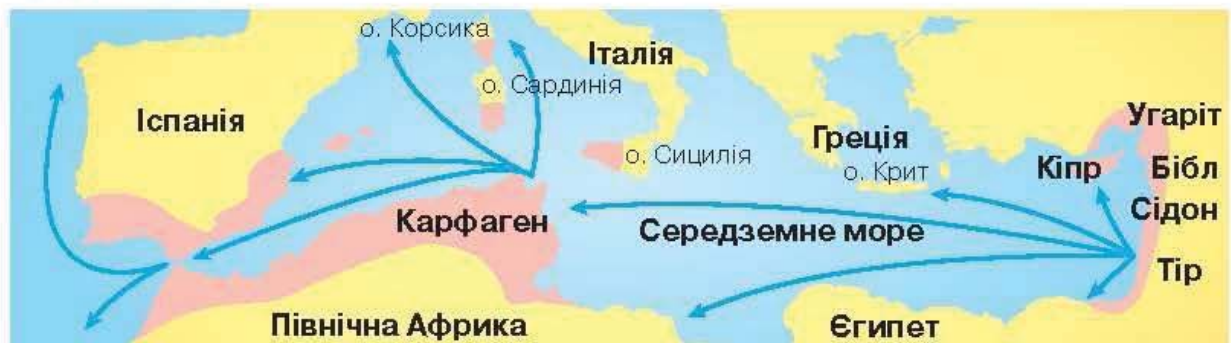 о. Корсика
Італія
о. Сардинія
Іспанія
Угаріт
Греція
о. Сицилія
о. Крит
Кіпр
Бібл
Сідон
Карфаген
Середземне море
Тір
Північна Африка
Єгипет